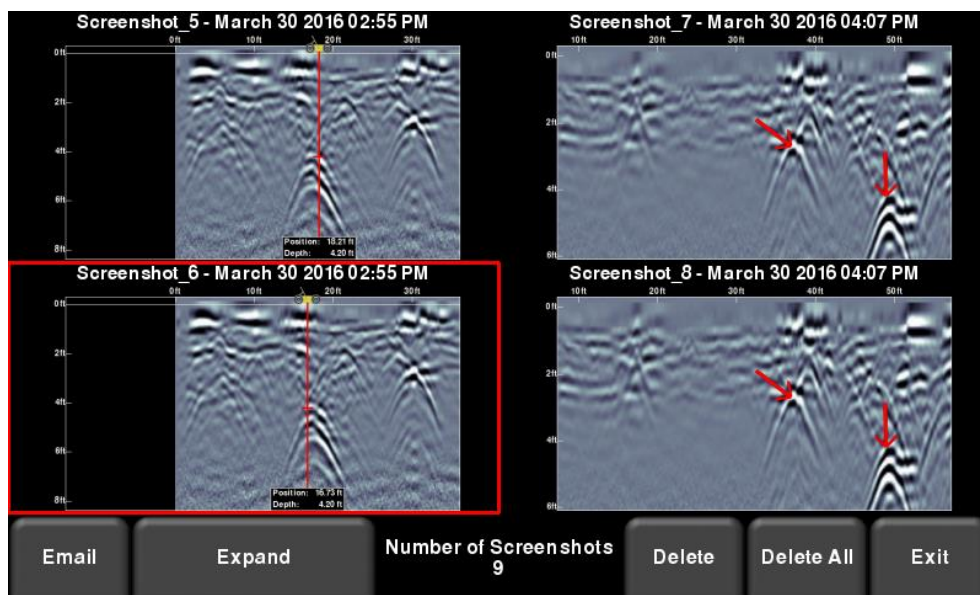 Screenshot_5 - March 30 2016 02:55 PM
0ft 10ft 20ft 30ft
0ft
2ft
4ft
6ft
8ft
Position: 18.21 ft
Depth: 4.20 ft
Screenshot_7 - March 30 2016 04:07 PM
10ft 20ft 30ft 40ft 50ft
0ft
2ft
4ft
6ft
Screenshot_6 - March 30 2016 02:55 PM
0ft 10ft 20ft 30ft
0ft
2ft
4ft
6ft
8ft
Position: 16.73 ft
Depth: 4.20 ft
Screenshot_8 - March 30 2016 04:07 PM
10ft 20ft 30ft 40ft 50ft
0ft
2ft
4ft
6ft
Email
Expand
Number of Screenshots
9
Delete
Delete All
Exit